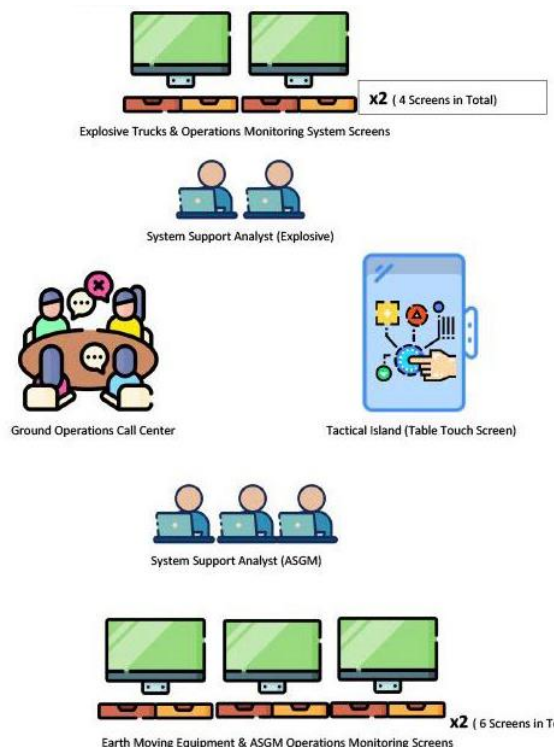 x2 ( 4 Screens in Total)
Explosive Trucks & Operations Monitoring System Screens
System Support Analyst (Explosive)
Ground Operations Call Center
Tactical Island (Table Touch Screen)
System Support Analyst (ASGM)
x2 ( 6 Screens in To
Earth Moving Equipment & ASGM Operations Monitoring Screens